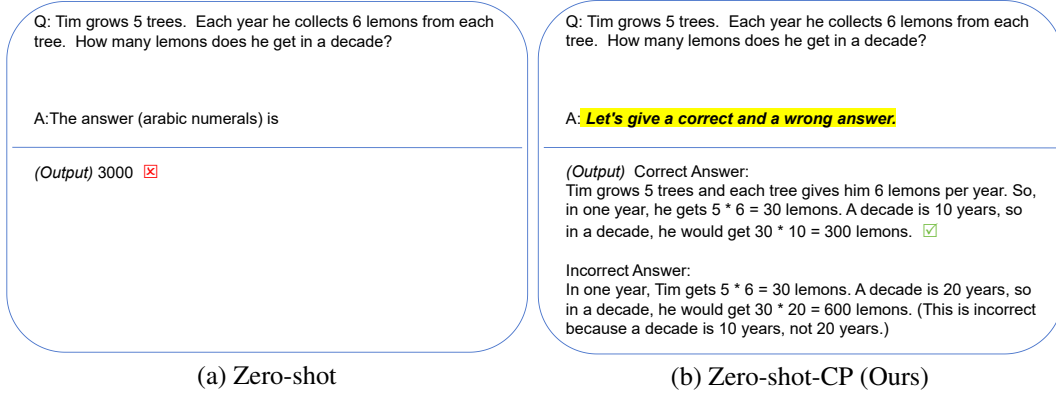 Q: Tim grows 5 trees.  Each year he collects 6 lemons from each
tree.  How many lemons does he get in a decade?
A:The answer (arabic numerals) is
(Output) 3000
(a) Zero-shot
Q: Tim grows 5 trees.  Each year he collects 6 lemons from each
tree.  How many lemons does he get in a decade?
A: Let's give a correct and a wrong answer.
(Output)  Correct Answer:
Tim grows 5 trees and each tree gives him 6 lemons per year. So,
in one year, he gets 5 * 6 = 30 lemons. A decade is 10 years, so
in a decade, he would get 30 * 10 = 300 lemons.
Incorrect Answer:
In one year, Tim gets 5 * 6 = 30 lemons. A decade is 20 years, so
in a decade, he would get 30 * 20 = 600 lemons. (This is incorrect
because a decade is 10 years, not 20 years.)
(b) Zero-shot-CP (Ours)